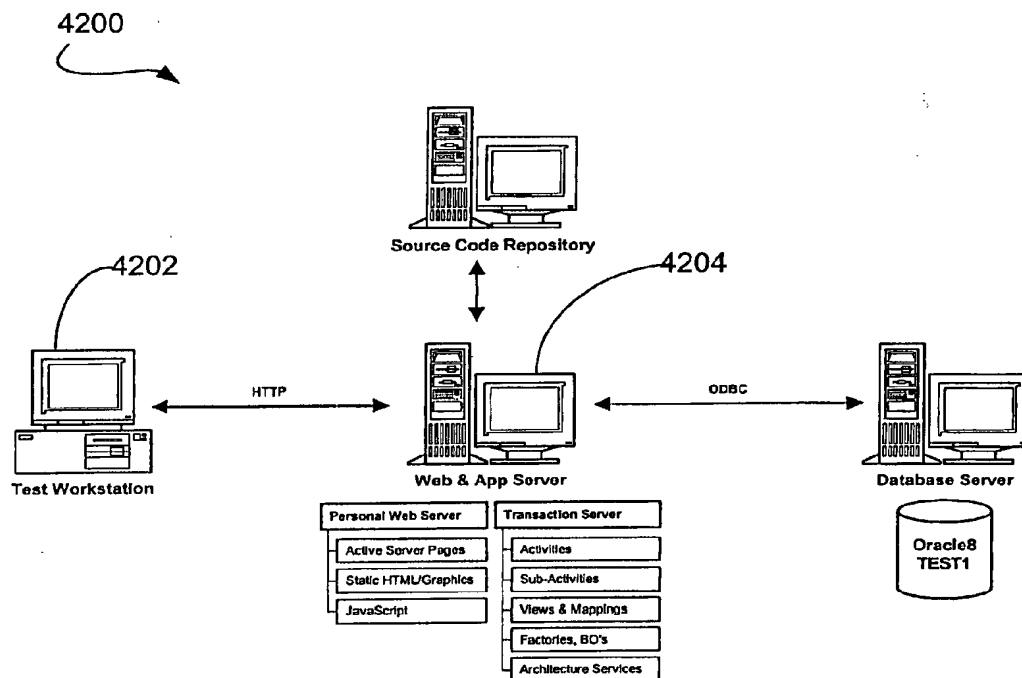 4200
Source Code Repository
4202
4204
HTTP
ODBC
Test Workstation
Web & App Server
Database Server
Personal Web Server
Active Server Pages
Static HTML/Graphics
JavaScript
Transaction Server
Activities
Sub-Activities
Views & Mappings
Factories, BO's
Architecture Services
Oracle8
TEST1